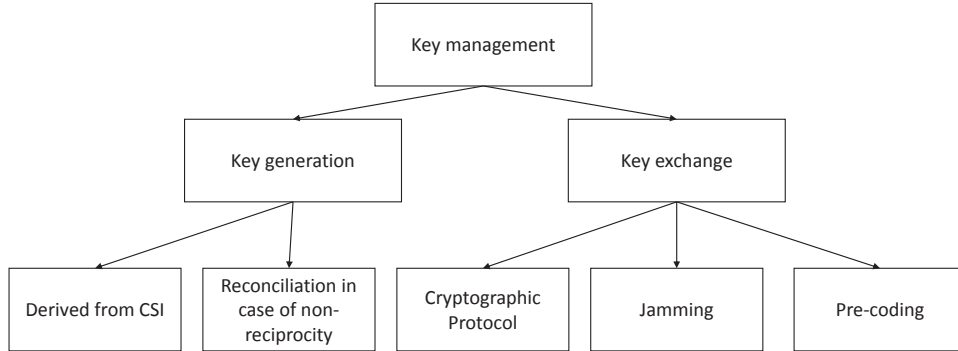 Key management
Key generation
Key exchange
Derived from CSI
Reconciliation in
case of non-
reciprocity
Cryptographic
Protocol
Jamming
Pre-coding